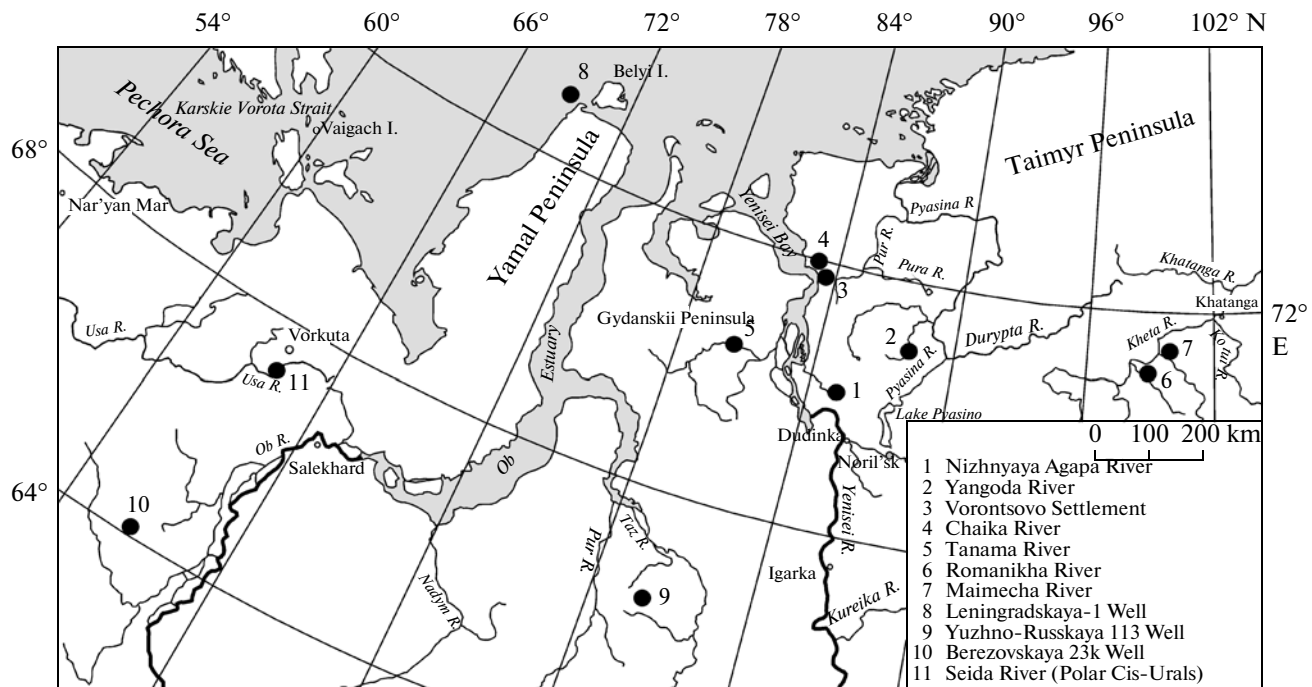 54° 60° 66° 72° 78° 84° 90° 96° 102° N
8
Belyi I.
Pechora Sea
Karskie Vorota Strait
Vaigach I.
Taimyr Peninsula
68°
Nar'yan Mar
Yamal Peninsula
Yenisei Bay
Pyasina R
4
Pur R.
Pura R.
Khatanga R.
3
Khatanga
72°
E
Usa R.
Vorkuta
Gydanskii Peninsula
5
2
Durypta R.
Kheta R.
Kotui R.
7
6
Estuary
11
Usa R.
Pyasina R.
1
Lake Pyasino
Dudinka
Ob R.
Salekhard
Ob
Noril'sk
64°
10
Pur R.
Taz R.
Yenisei R.
Igarka
Nadym R.
9
Kureika R.
0 100 200 km
1 Nizhnyaya Agapa River
2 Yangoda River
3 Vorontsovo Settlement
4 Chaika River
5 Tanama River
6 Romanikha River
7 Maimecha River
8 Leningradskaya-1 Well
9 Yuzhno-Russkaya 113 Well
10 Berezovskaya 23k Well
11 Seida River (Polar Cis-Urals)